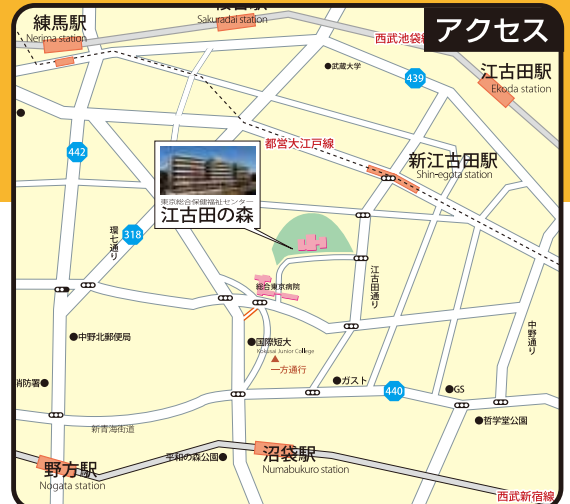 アクセス
練馬駅
Nerima station
Sakuradai station
西武池袋線
439
武蔵大学
江古田駅
Ekoda station
442
都営大江戸線
新江古田駅
Shin-egota station
東京総合保健福祉センター
江古田の森
318
環七通り
総合東京病院
江古田通り
中野通り
中野北郵便局
国際短大
Kokusai Junior College
一方通行
消防署
ガスト
440
GS
哲学堂公園
新青梅街道
平和の森公園
沼袋駅
Numabukuro station
野方駅
Nogata station
西武新宿線